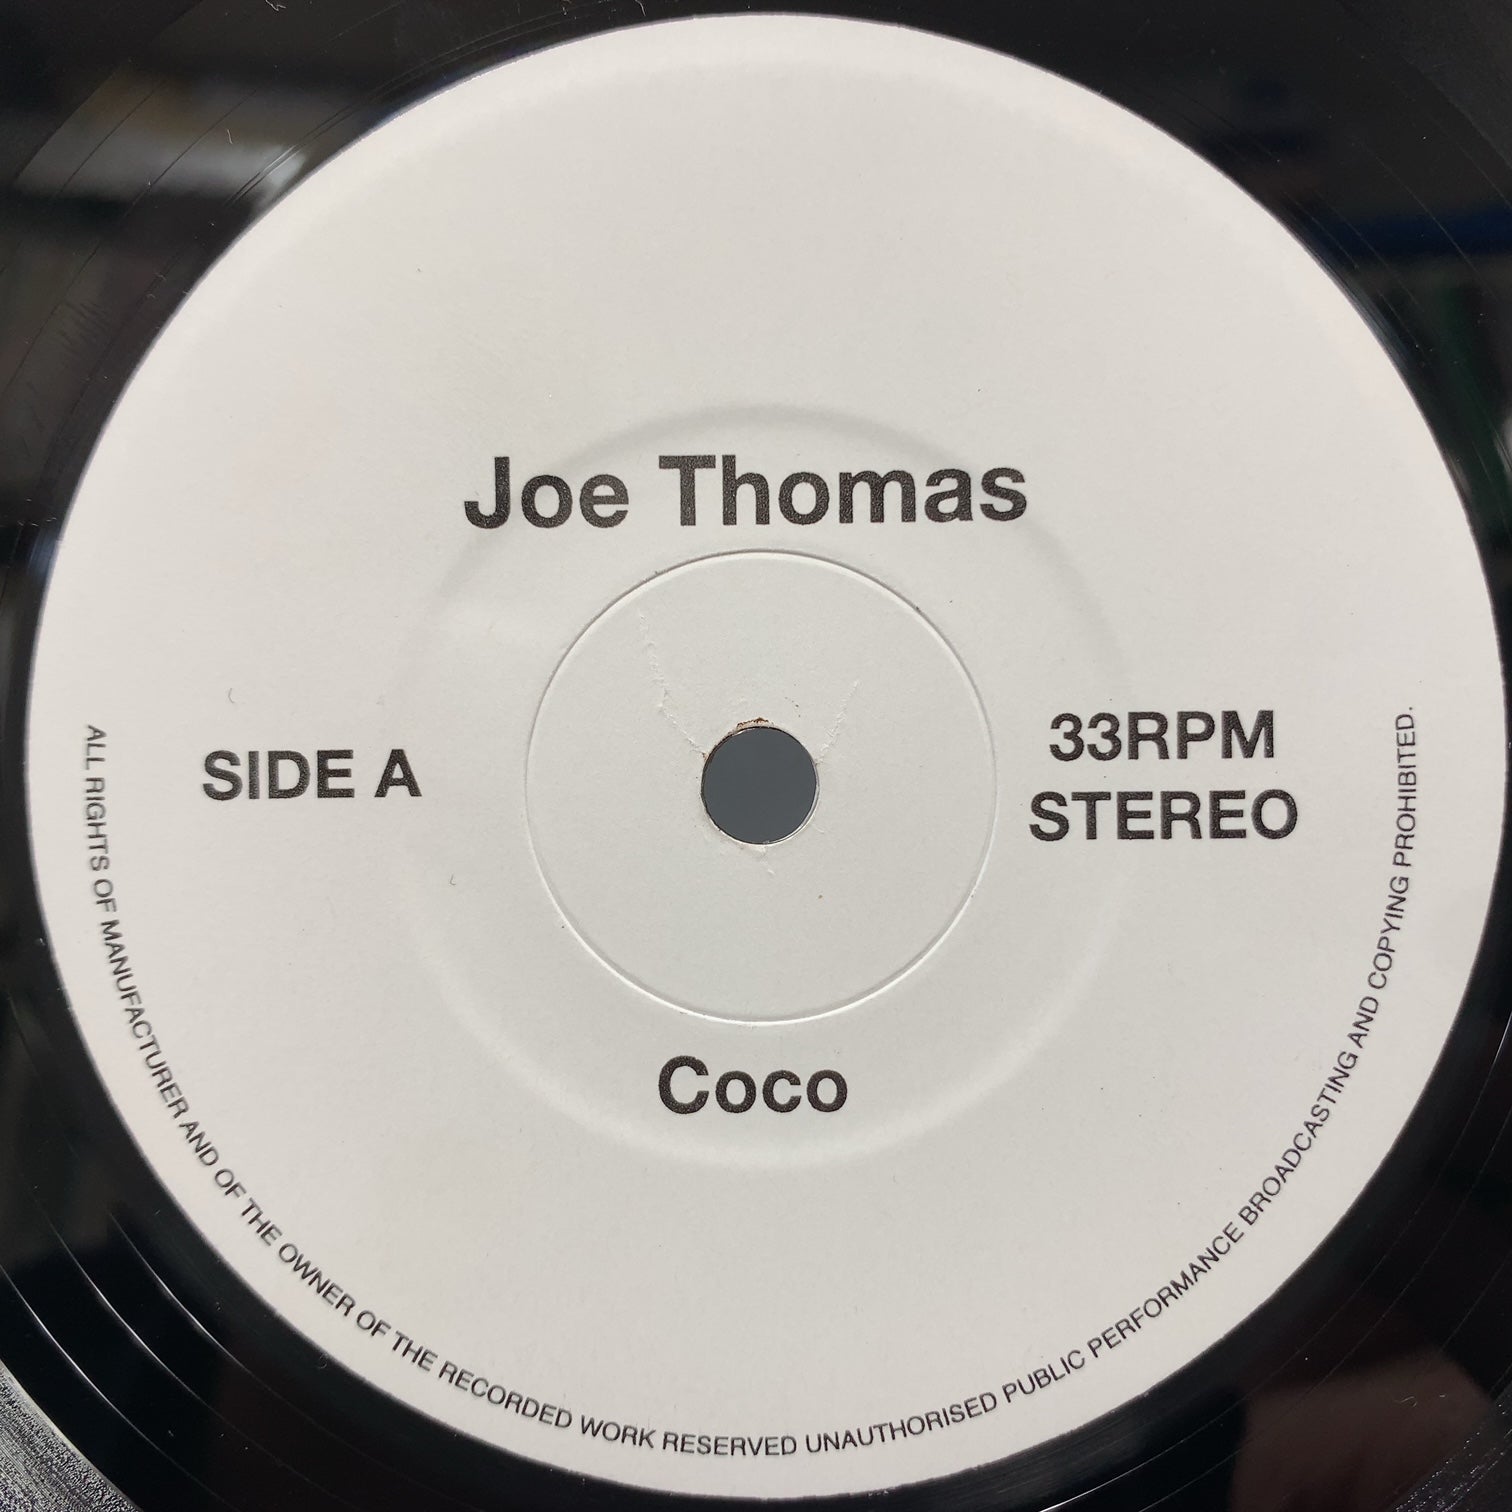 Joe Thomas
SIDE A
33RPM
STEREO
Coco
ALL RIGHTS OF MANUFACTURER AND OF THE OWNER OF THE RECORDED WORK RESERVED UNAUTHORISED PUBLIC PERFORMANCE BROADCASTING AND COPYING PROHIBITED.